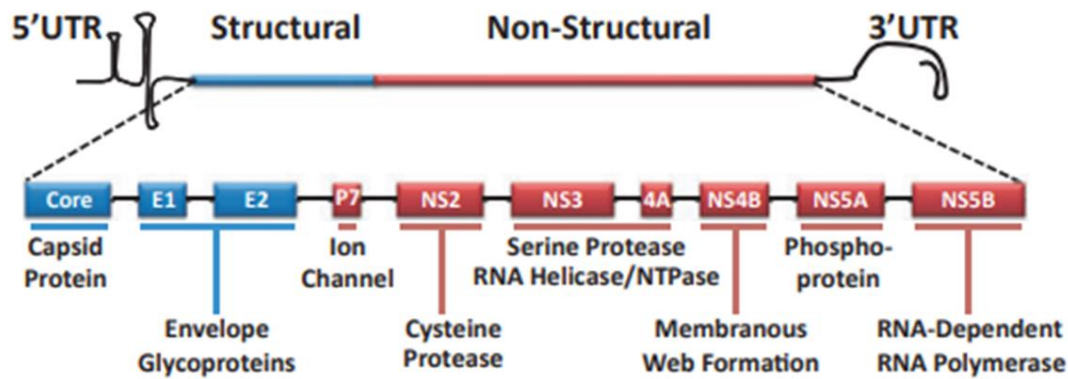 5'UTR Structural Non-Structural 3'UTR
Core E1 E2 P7 NS2 NS3 4A NS4B NS5A NS5B
Capsid
Protein
Envelope
Glycoproteins
Ion
Channel
Cysteine
Protease
Serine Protease
RNA Helicase/NTPase
Membranous
Web Formation
Phospho-
protein
RNA-Dependent
RNA Polymerase